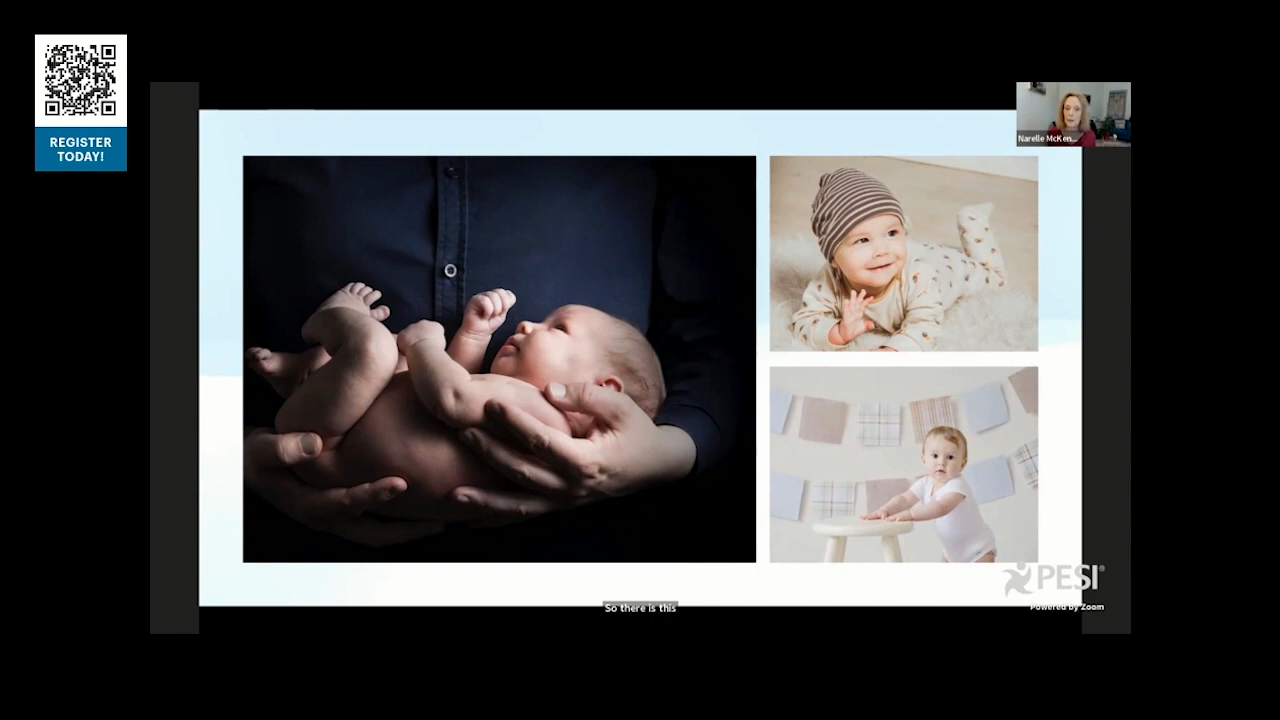 REGISTER
TODAY!
Narelle McKen...
PESI®
Powered by Zoom
So there is this